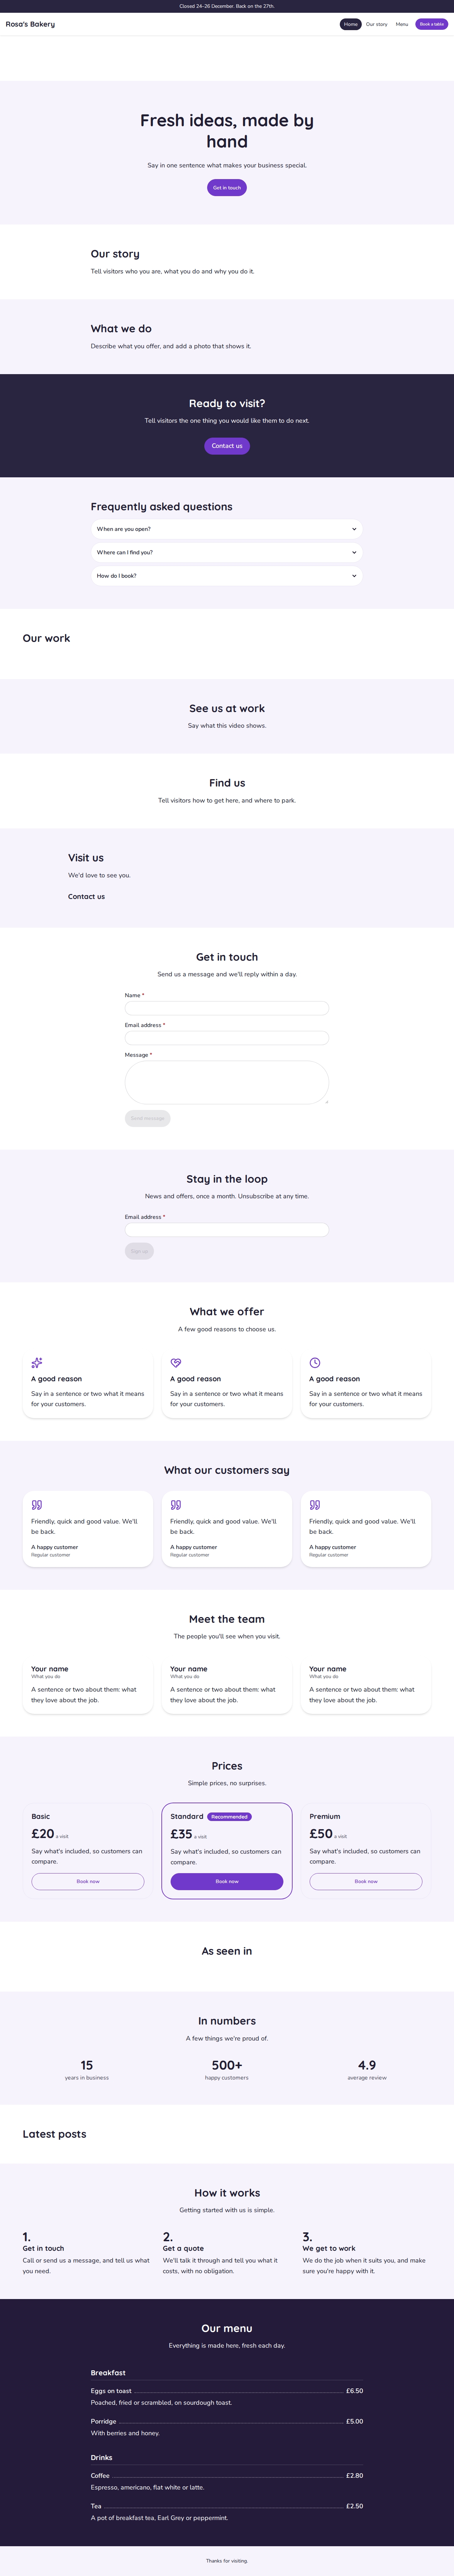 Closed 24–26 December. Back on the 27th.
Rosa's Bakery
Home Our story Menu Book a table
Fresh ideas, made by
hand
Say in one sentence what makes your business special.
Get in touch
Our story
Tell visitors who you are, what you do and why you do it.
What we do
Describe what you offer, and add a photo that shows it.
Ready to visit?
Tell visitors the one thing you would like them to do next.
Contact us
Frequently asked questions
When are you open?
Where can I find you?
How do I book?
Our work
See us at work
Say what this video shows.
Find us
Tell visitors how to get here, and where to park.
Visit us
We'd love to see you.
Contact us
Get in touch
Send us a message and we'll reply within a day.
Name *
Email address *
Message *
Send message
Stay in the loop
News and offers, once a month. Unsubscribe at any time.
Email address *
Sign up
What we offer
A few good reasons to choose us.
A good reason
Say in a sentence or two what it means
for your customers.
A good reason
Say in a sentence or two what it means
for your customers.
A good reason
Say in a sentence or two what it means
for your customers.
What our customers say
Friendly, quick and good value. We'll
be back.
A happy customer
Regular customer
Friendly, quick and good value. We'll
be back.
A happy customer
Regular customer
Friendly, quick and good value. We'll
be back.
A happy customer
Regular customer
Meet the team
The people you'll see when you visit.
Your name
What you do
A sentence or two about them: what
they love about the job.
Your name
What you do
A sentence or two about them: what
they love about the job.
Your name
What you do
A sentence or two about them: what
they love about the job.
Prices
Simple prices, no surprises.
Basic
£20 a visit
Say what's included, so customers can
compare.
Book now
Standard Recommended
£35 a visit
Say what's included, so customers can
compare.
Book now
Premium
£50 a visit
Say what's included, so customers can
compare.
Book now
As seen in
In numbers
A few things we're proud of.
15
years in business
500+
happy customers
4.9
average review
Latest posts
How it works
Getting started with us is simple.
1.
Get in touch
Call or send us a message, and tell us what
you need.
2.
Get a quote
We'll talk it through and tell you what it
costs, with no obligation.
3.
We get to work
We do the job when it suits you, and make
sure you're happy with it.
Our menu
Everything is made here, fresh each day.
Breakfast
Eggs on toast £6.50
Poached, fried or scrambled, on sourdough toast.
Porridge £5.00
With berries and honey.
Drinks
Coffee £2.80
Espresso, americano, flat white or latte.
Tea £2.50
A pot of breakfast tea, Earl Grey or peppermint.
Thanks for visiting.